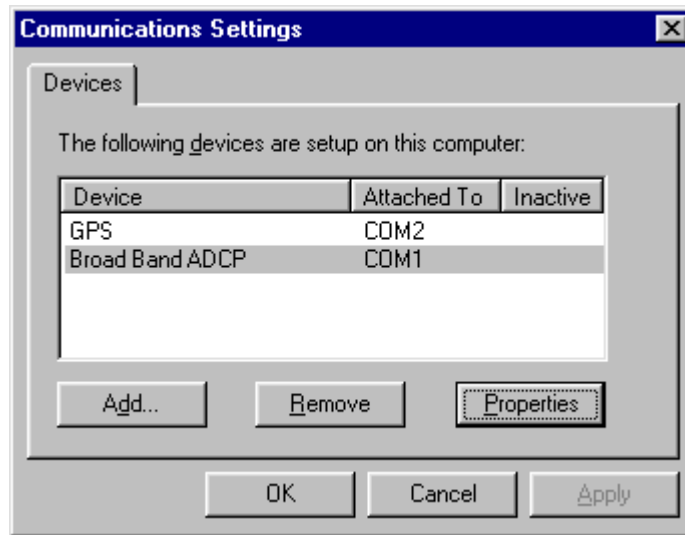 Communications Settings
Devices
The following devices are setup on this computer:
Device Attached To Inactive
GPS COM2
Broad Band ADCP COM1
Add... Remove Properties
OK Cancel Apply